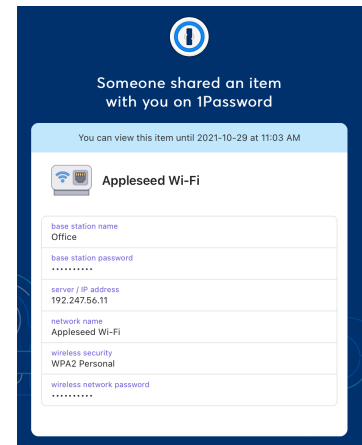 Someone shared an item
with you on 1Password
You can view this item until 2021-10-29 at 11:03 AM
Appleseed Wi-Fi
base station name
Office
base station password
••••••••••
server / IP address
192.247.56.11
network name
Appleseed Wi-Fi
wireless security
WPA2 Personal
wireless network password
••••••••••